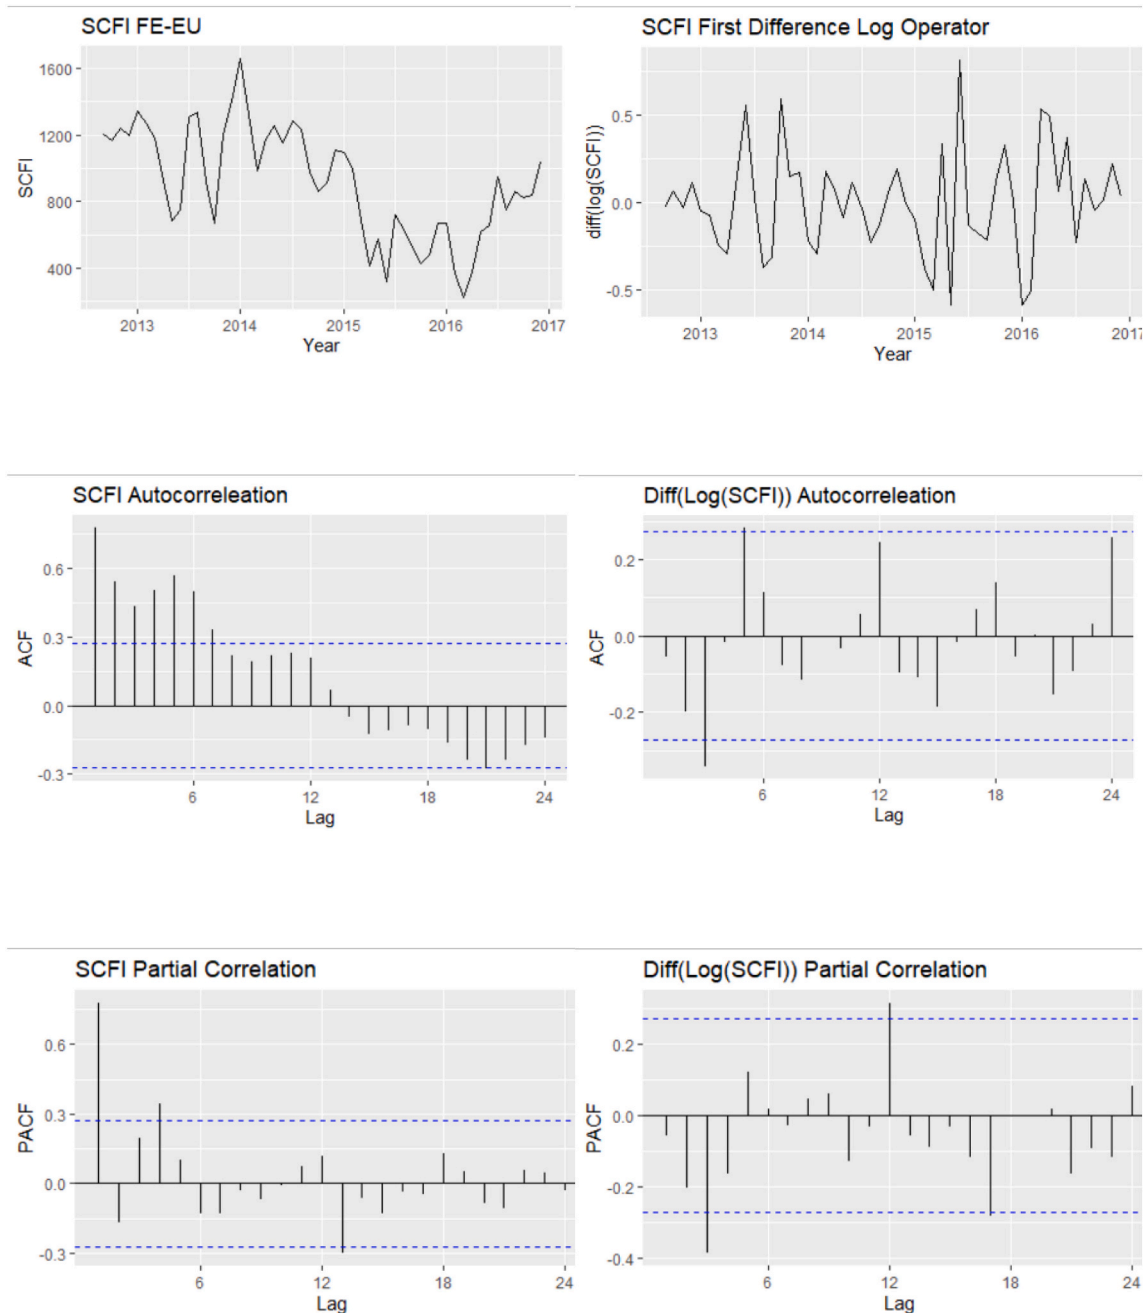 SCFI FE-EU
SCFI
1600
1200
800
400
2013 2014 2015 2016 2017
Year
SCFI First Difference Log Operator
diff(log(SCFI))
0.5
0.0
-0.5
2013 2014 2015 2016 2017
Year
SCFI Autocorreleation
ACF
0.6
0.3
0.0
-0.3
6 12 18 24
Lag
Diff(Log(SCFI)) Autocorreleation
ACF
0.2
0.0
-0.2
6 12 18 24
Lag
SCFI Partial Correlation
PACF
0.6
0.3
0.0
-0.3
6 12 18 24
Lag
Diff(Log(SCFI)) Partial Correlation
PACF
0.2
0.0
-0.2
-0.4
6 12 18 24
Lag